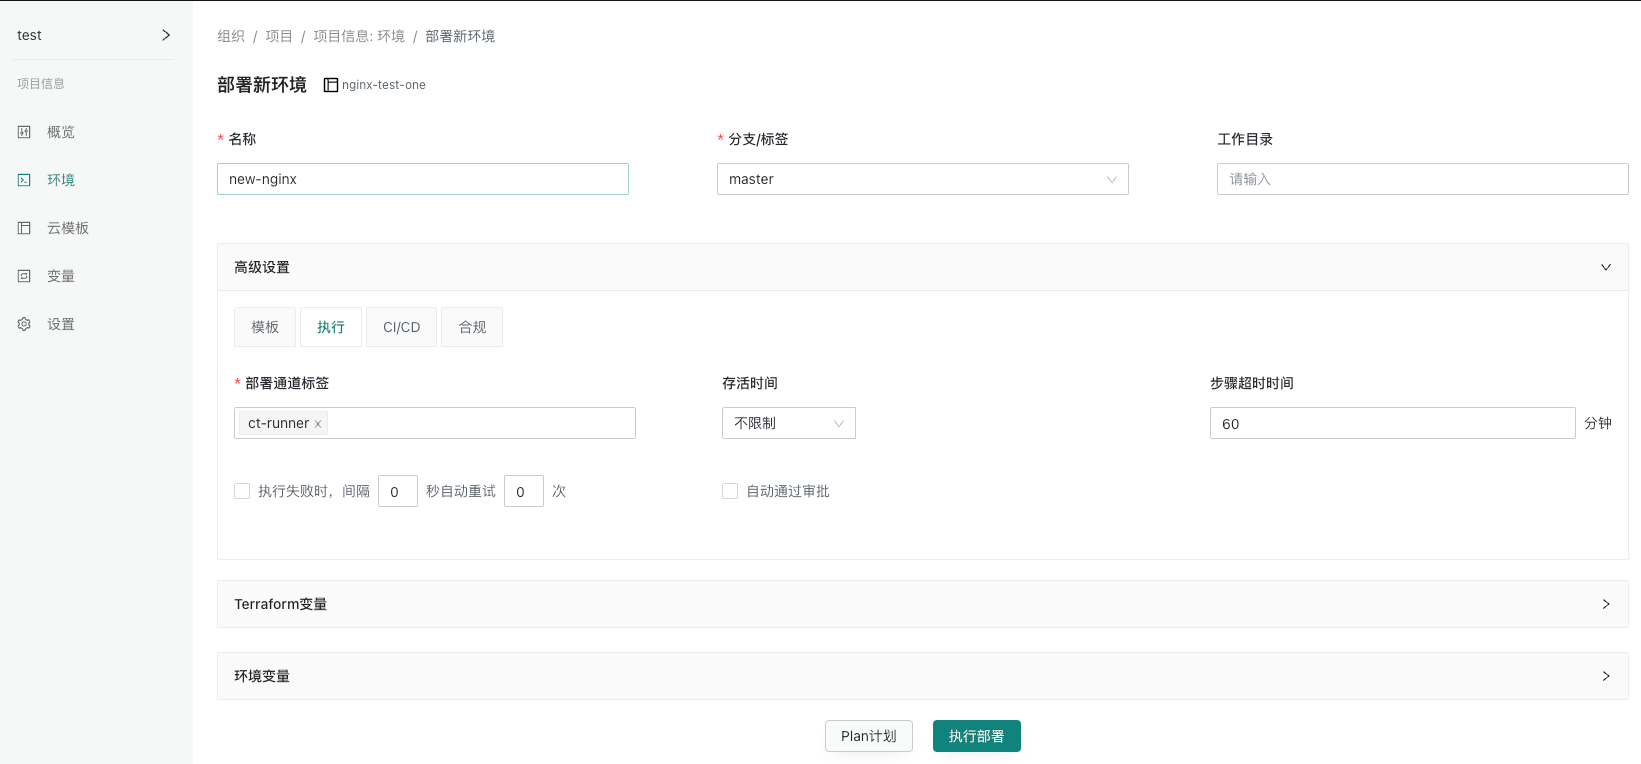 test
项目信息
概览
环境
云模板
变量
设置
组织 / 项目 / 项目信息: 环境 / 部署新环境
部署新环境 nginx-test-one
* 名称
new-nginx
* 分支/标签
master
工作目录
请输入
高级设置
模板 执行 CI/CD 合规
* 部署通道标签
ct-runner ×
存活时间
不限制
步骤超时时间
60 分钟
执行失败时，间隔 0 秒自动重试 0 次
自动通过审批
Terraform变量
环境变量
Plan计划 执行部署